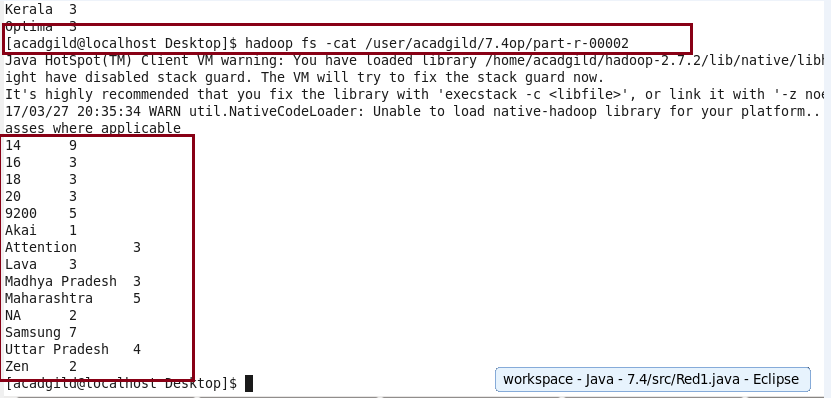 Kerala  3
Optima  3
[acadgild@localhost Desktop]$ hadoop fs -cat /user/acadgild/7.4op/part-r-00002
Java HotSpot(TM) Client VM warning: You have loaded library /home/acadgild/hadoop-2.7.2/lib/native/lib
ight have disabled stack guard. The VM will try to fix the stack guard now.
It's highly recommended that you fix the library with 'execstack -c <libfile>', or link it with '-z noe
17/03/27 20:35:34 WARN util.NativeCodeLoader: Unable to load native-hadoop library for your platform..
asses where applicable
14      9
16      3
18      3
20      3
9200    5
Akai    1
Attention       3
Lava    3
Madhya Pradesh  3
Maharashtra     5
NA      2
Samsung 7
Uttar Pradesh   4
Zen     2
[acadgild@localhost Desktop]$
workspace - Java - 7.4/src/Red1.java - Eclipse